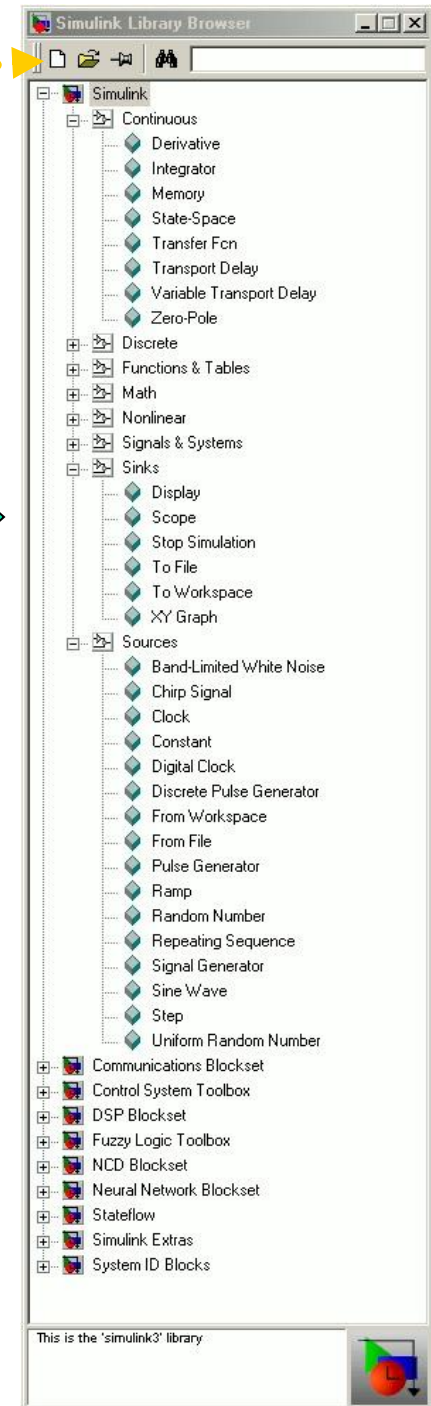 Simulink Library Browser
Simulink
Continuous
Derivative
Integrator
Memory
State-Space
Transfer Fcn
Transport Delay
Variable Transport Delay
Zero-Pole
Discrete
Functions & Tables
Math
Nonlinear
Signals & Systems
Sinks
Display
Scope
Stop Simulation
To File
To Workspace
XY Graph
Sources
Band-Limited White Noise
Chirp Signal
Clock
Constant
Digital Clock
Discrete Pulse Generator
From Workspace
From File
Pulse Generator
Ramp
Random Number
Repeating Sequence
Signal Generator
Sine Wave
Step
Uniform Random Number
Communications Blockset
Control System Toolbox
DSP Blockset
Fuzzy Logic Toolbox
NCD Blockset
Neural Network Blockset
Stateflow
Simulink Extras
System ID Blocks
This is the 'simulink3' library